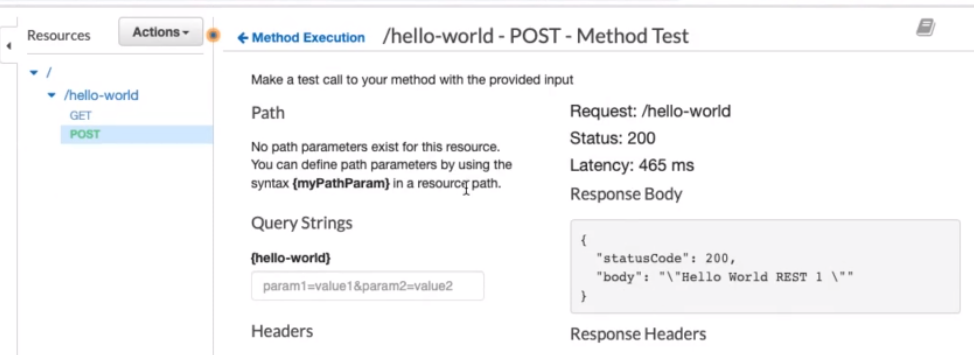 Resources
Actions
Method Execution
/hello-world - POST - Method Test
/
/hello-world
GET
POST
Make a test call to your method with the provided input
Path
No path parameters exist for this resource.
You can define path parameters by using the
syntax {myPathParam} in a resource path.
Query Strings
{hello-world}
param1=value1&param2=value2
Headers
Request: /hello-world
Status: 200
Latency: 465 ms
Response Body
{
"statusCode": 200,
"body": "\"Hello World REST 1 \""
}
Response Headers